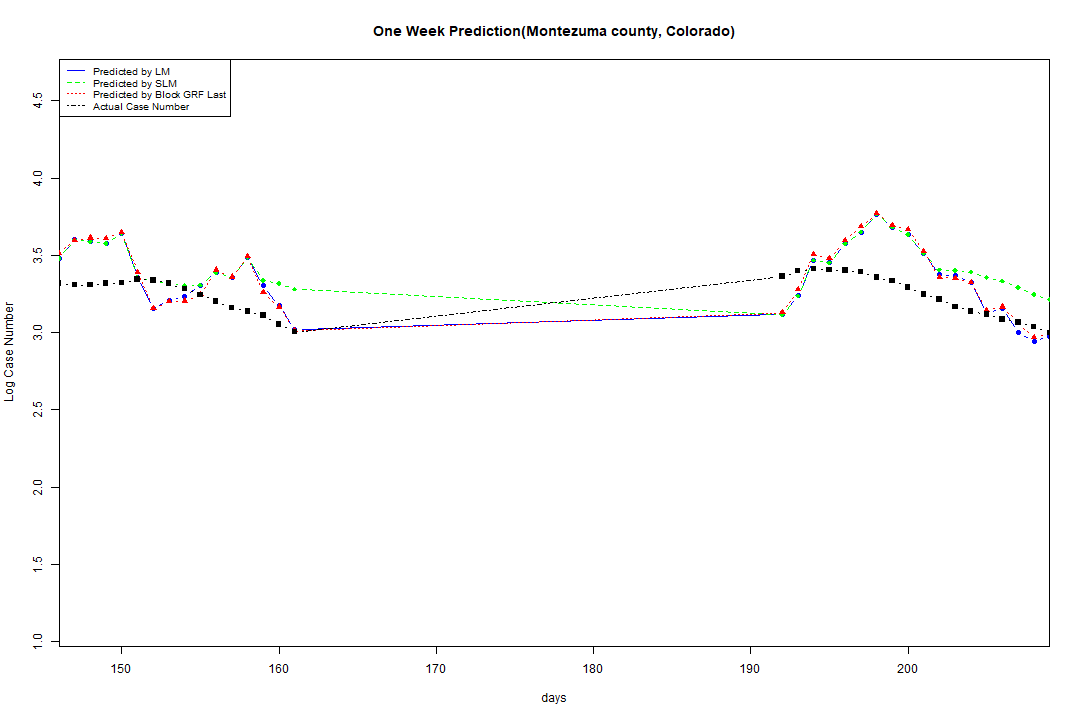 One Week Prediction(Montezuma county, Colorado)
Predicted by LM
Predicted by SLM
Predicted by Block GRF Last
Actual Case Number
Log Case Number
4.5
4.0
3.5
3.0
2.5
2.0
1.5
1.0
150 160 170 180 190 200
days